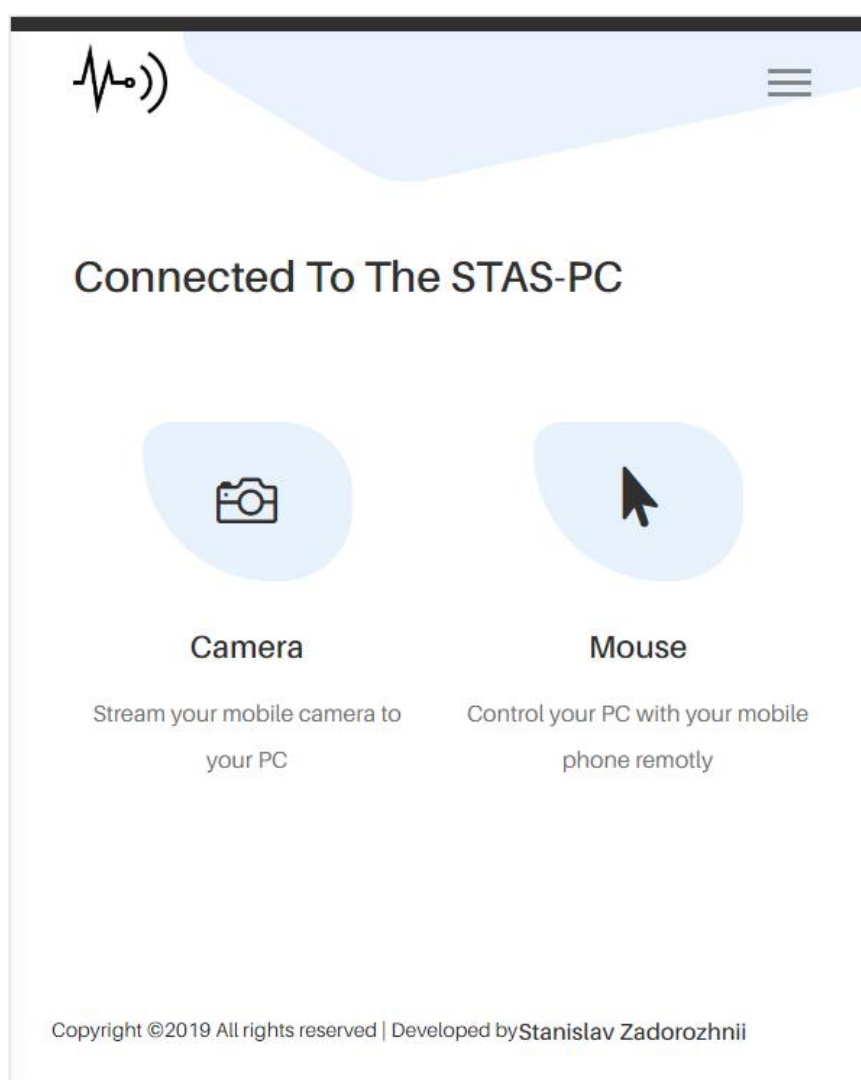 Connected To The STAS-PC
Camera
Stream your mobile camera to
your PC
Mouse
Control your PC with your mobile
phone remotly
Copyright ©2019 All rights reserved | Developed byStanislav Zadorozhnii